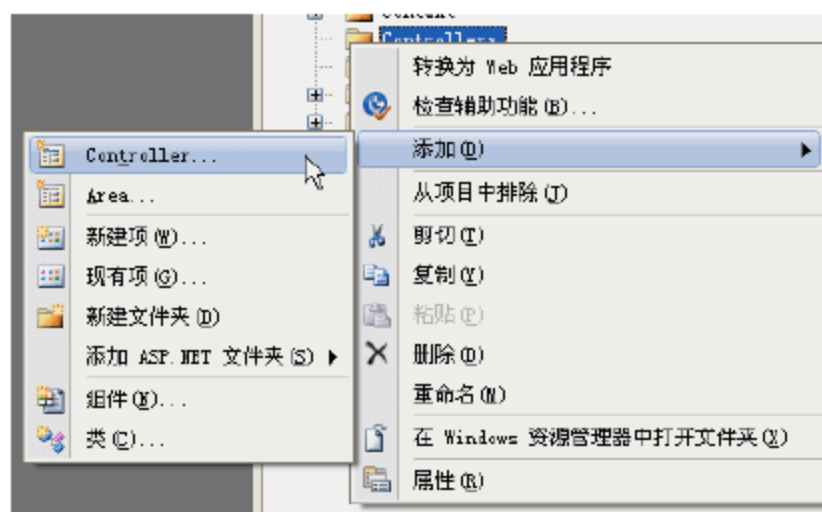 Controllers
转换为 Web 应用程序
检查辅助功能(B)...
添加(D)
从项目中排除(J)
剪切(T)
复制(Y)
粘贴(P)
删除(D)
重命名(M)
在 Windows 资源管理器中打开文件夹(X)
属性(R)
Controller...
Area...
新建项(W)...
现有项(G)...
新建文件夹(D)
添加 ASP.NET 文件夹(S)
组件(N)...
类(C)...